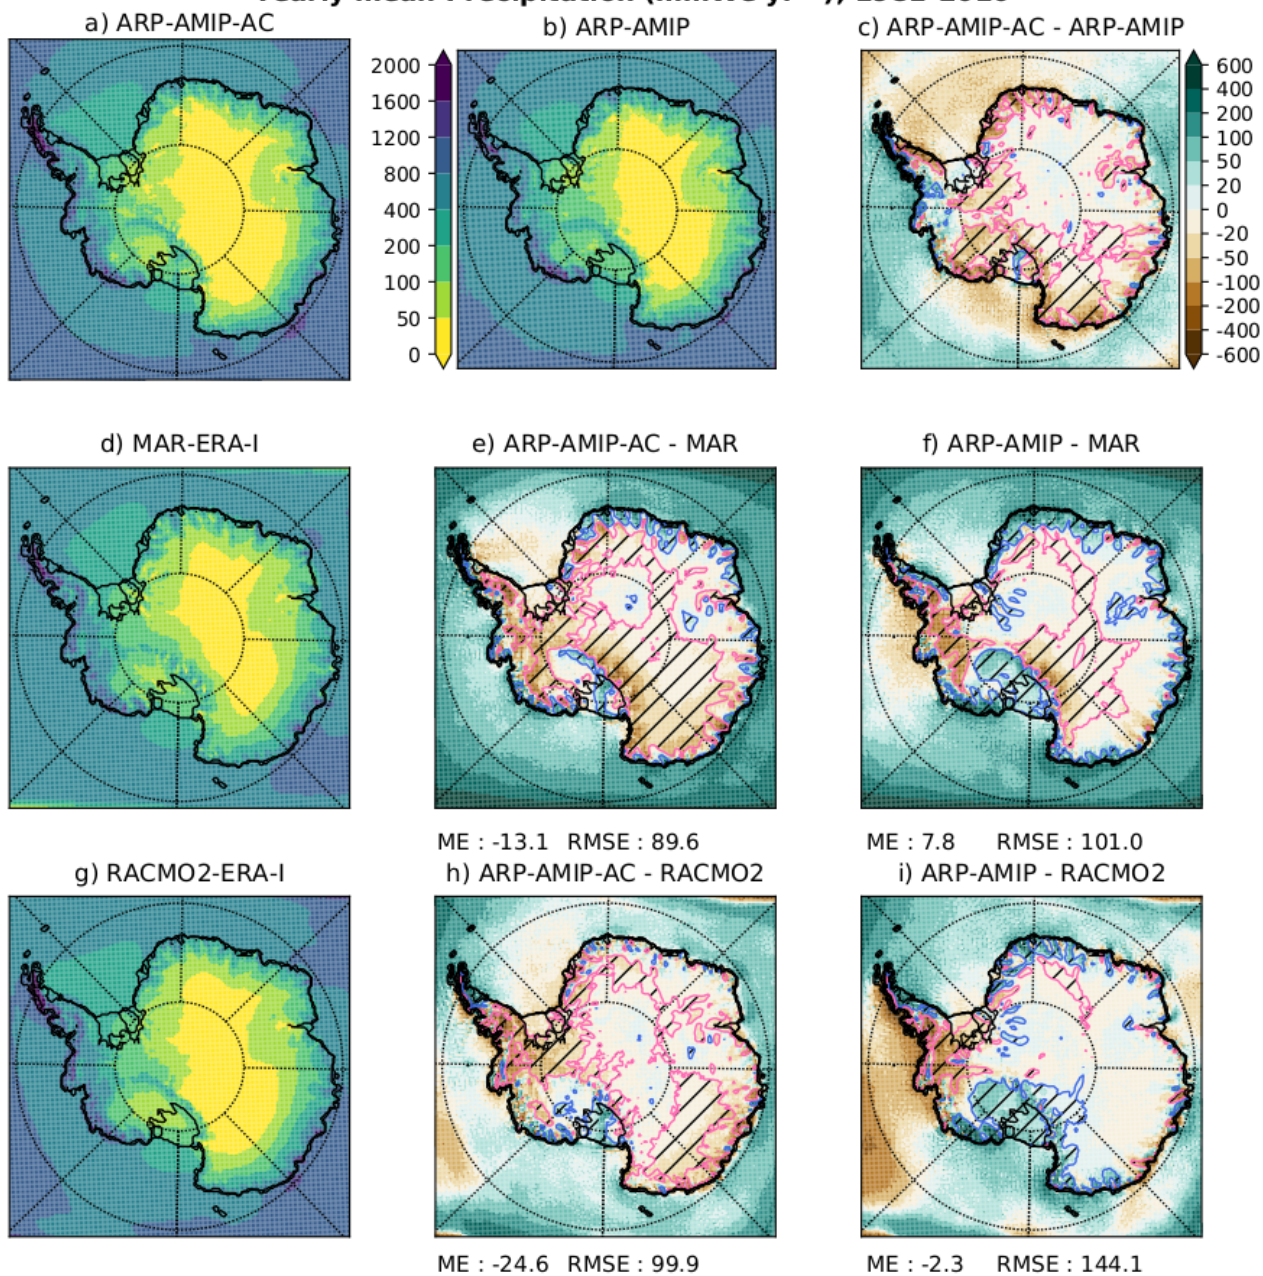 a) ARP-AMIP-AC
b) ARP-AMIP
c) ARP-AMIP-AC - ARP-AMIP
2000
1600
1200
800
400
200
100
50
0
600
400
200
100
50
20
0
-20
-50
-100
-200
-400
-600
d) MAR-ERA-I
e) ARP-AMIP-AC - MAR
f) ARP-AMIP - MAR
ME : -13.1 RMSE : 89.6
ME : 7.8 RMSE : 101.0
g) RACMO2-ERA-I
h) ARP-AMIP-AC - RACMO2
i) ARP-AMIP - RACMO2
ME : -24.6 RMSE : 99.9
ME : -2.3 RMSE : 144.1